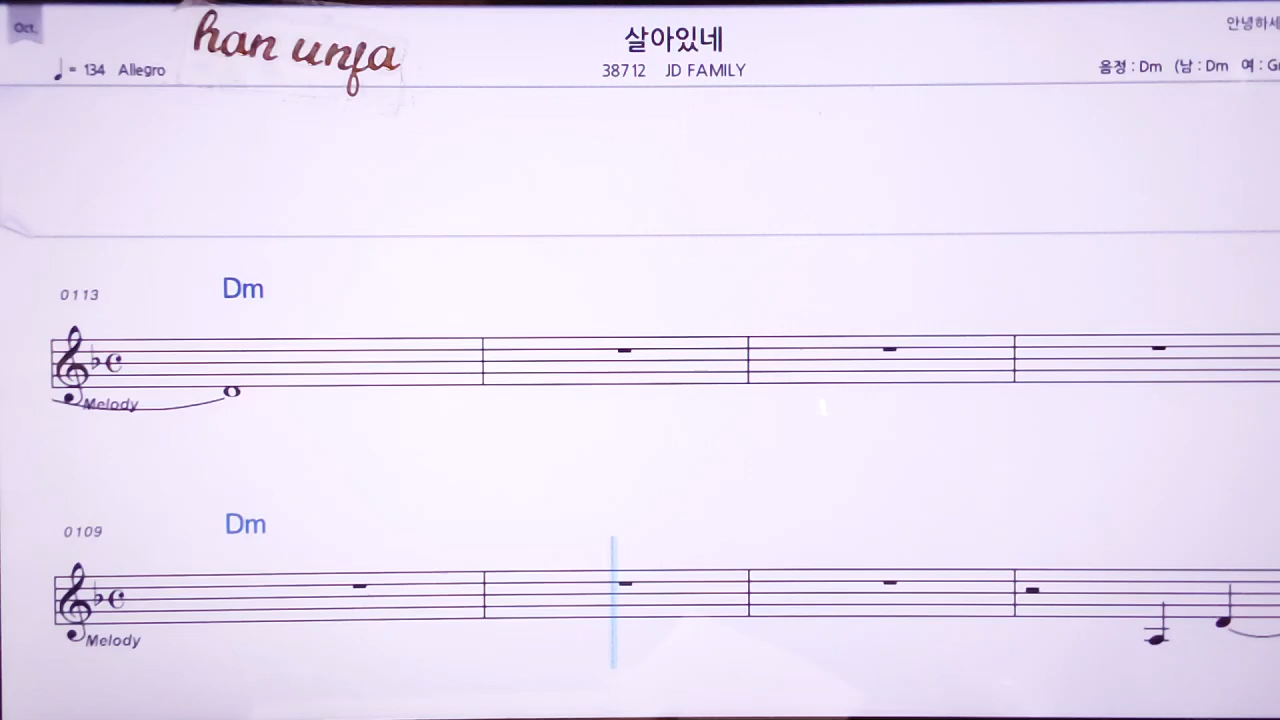 Oct.
han unfa
살아있네
안녕하세
♩ = 134 Allegro
38712 JD FAMILY
음정 : Dm (남 : Dm 여 : G
0113
Dm
Melody
0109
Dm
Melody